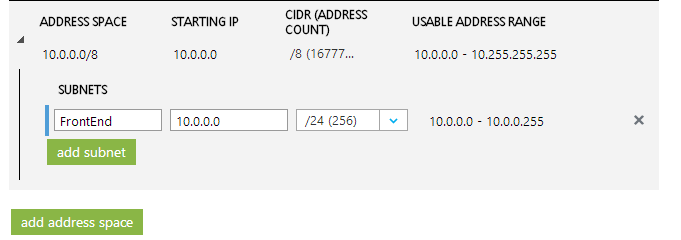 ADDRESS SPACE STARTING IP CIDR (ADDRESS COUNT) USABLE ADDRESS RANGE
10.0.0.0/8 10.0.0.0 /8 (16777... 10.0.0.0 - 10.255.255.255
SUBNETS
FrontEnd 10.0.0.0 /24 (256) 10.0.0.0 - 10.0.0.255
add subnet
add address space